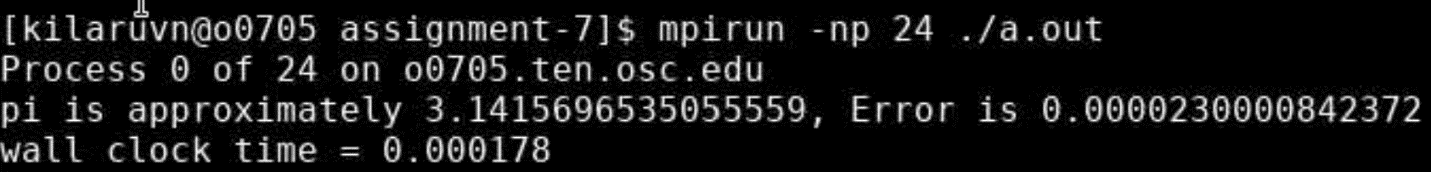 [kilaruvn@o0705 assignment-7]$ mpirun -np 24 ./a.out
Process 0 of 24 on o0705.ten.osc.edu
pi is approximately 3.1415696535055559, Error is 0.0000230000842372
wall clock time = 0.000178